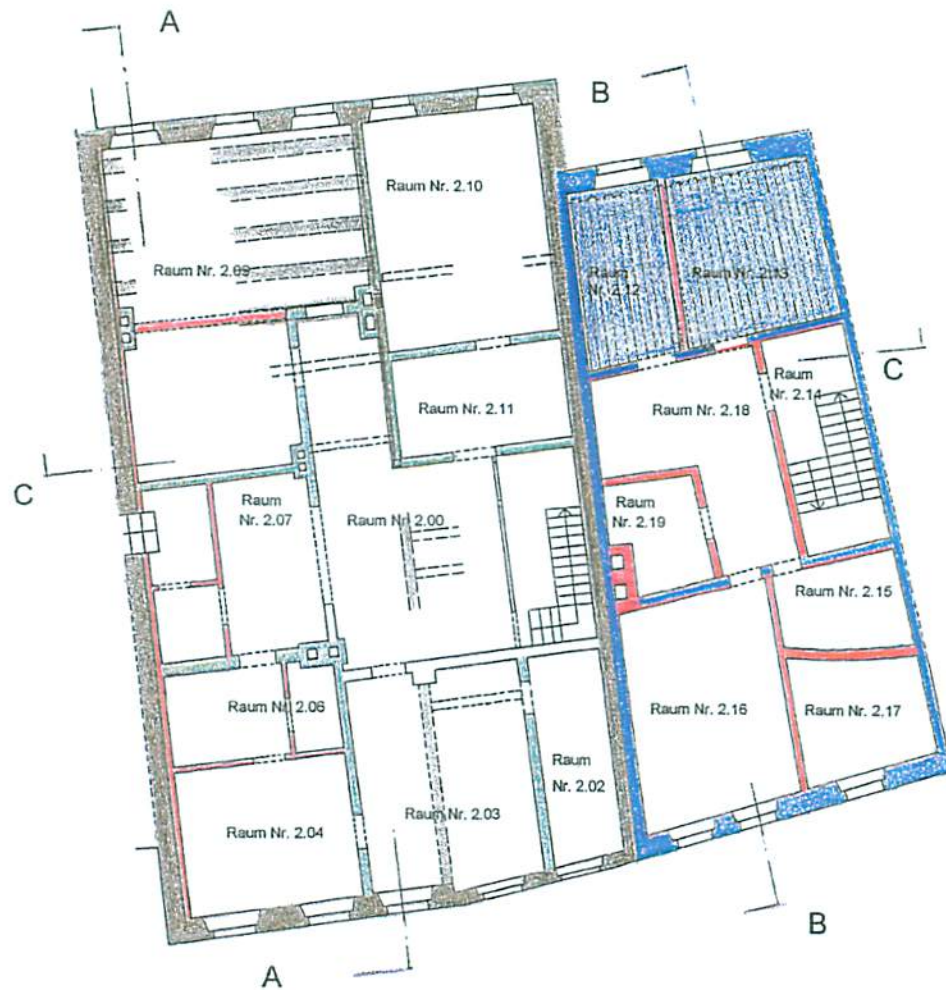 A
B
Raum Nr. 2.10
Raum Nr. 2.09
Raum
Nr. 2.12
Raum Nr. 2.13
C
Raum
Nr. 2.14
Raum Nr. 2.11
Raum Nr. 2.18
C
Raum
Nr. 2.07
Raum Nr. 2.00
Raum
Nr. 2.19
Raum Nr. 2.15
Raum Nr. 2.06
Raum Nr. 2.16
Raum Nr. 2.17
Raum
Nr. 2.02
Raum Nr. 2.04
Raum Nr. 2.03
B
A